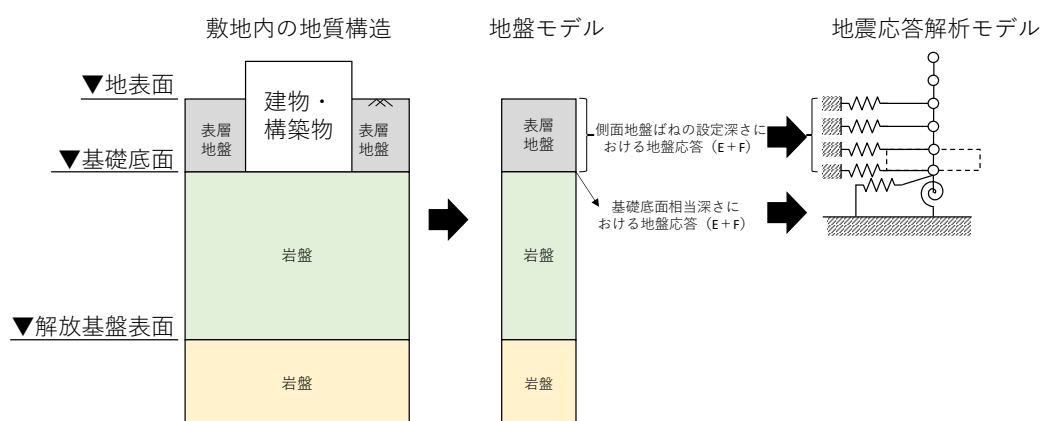 敷地内の地質構造
地盤モデル
地震応答解析モデル
▼地表面
建物・
構築物
表層
地盤
表層
地盤
▼基礎底面
岩盤
▼解放基盤表面
岩盤
表層
地盤
岩盤
岩盤
側面地盤ばねの設定深さに
おける地盤応答（E＋F）
基礎底面相当深さに
おける地盤応答（E＋F）